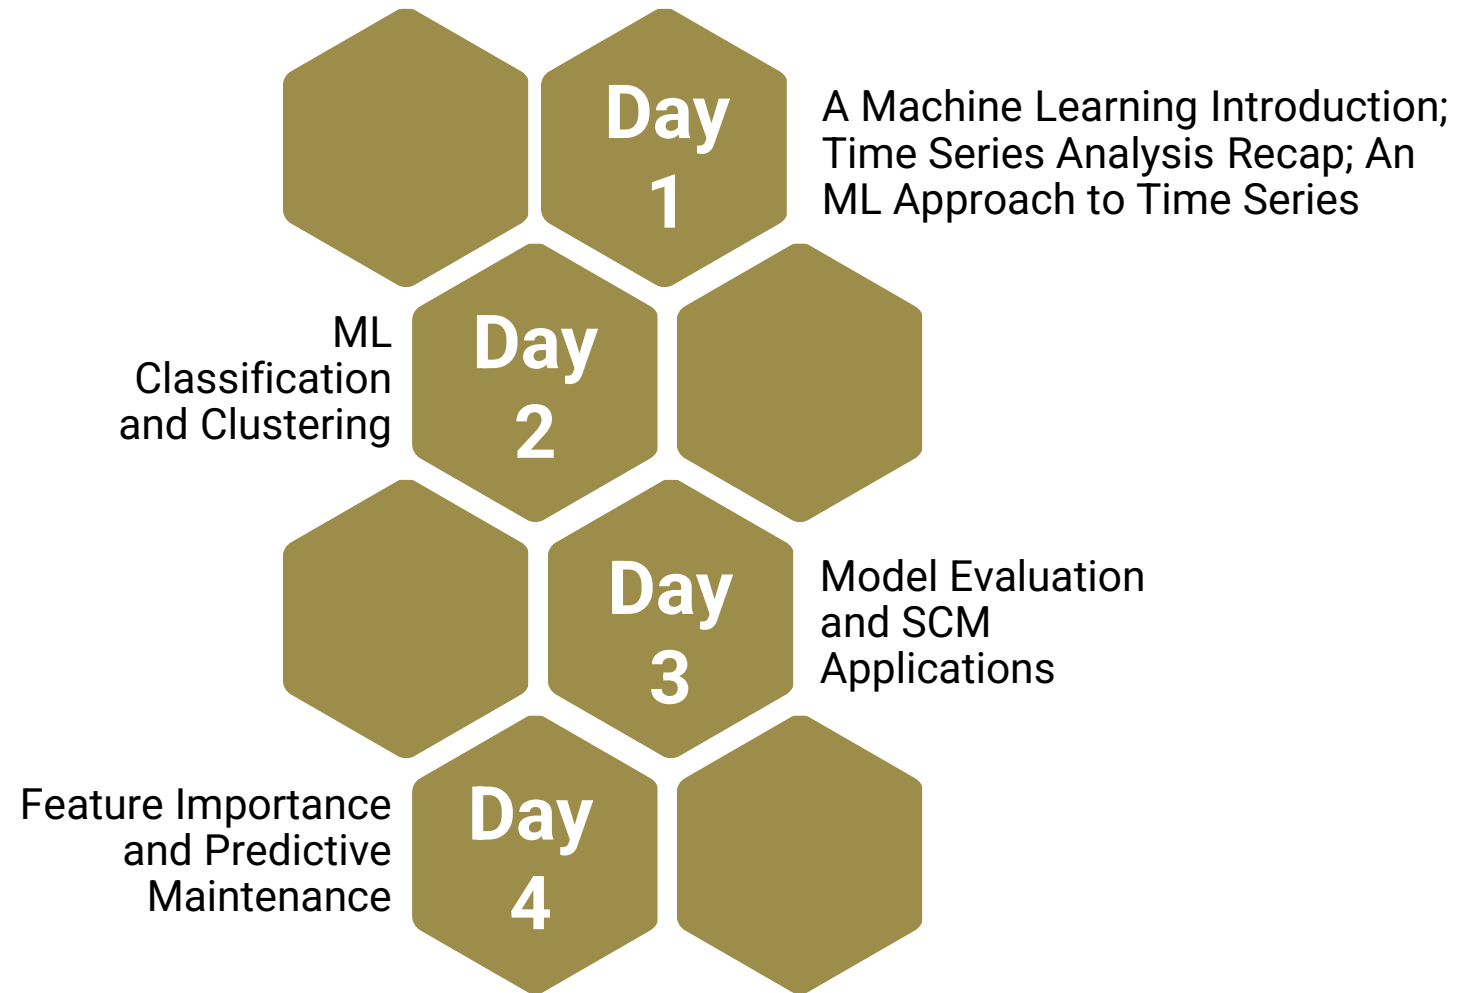 Day
1
A Machine Learning Introduction;
Time Series Analysis Recap; An
ML Approach to Time Series
ML
Classification
and Clustering
Day
2
Day
3
Model Evaluation
and SCM
Applications
Feature Importance
and Predictive
Maintenance
Day
4